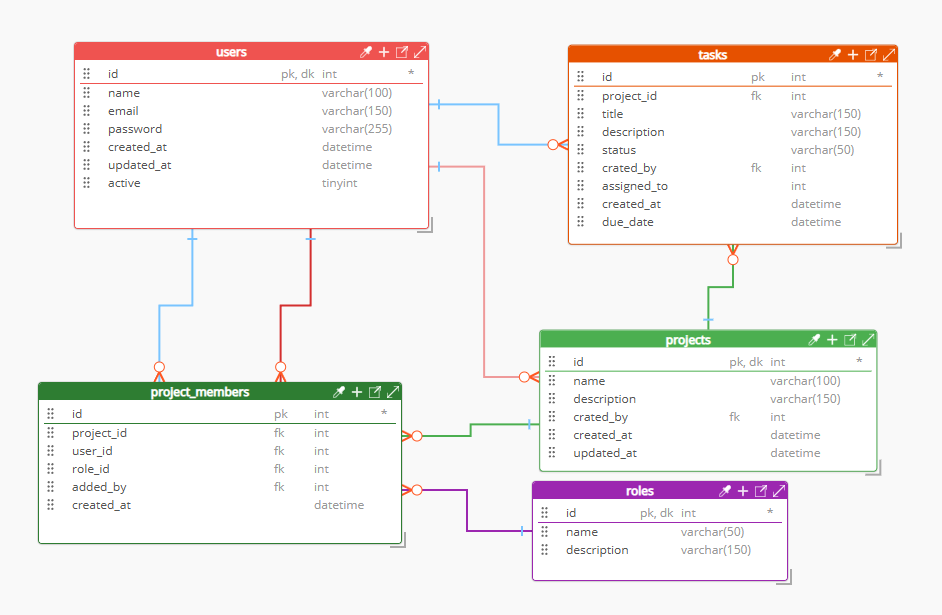 users
id pk, dk int *
name varchar(100)
email varchar(150)
password varchar(255)
created_at datetime
updated_at datetime
active tinyint
tasks
id pk int *
project_id fk int
title varchar(150)
description varchar(150)
status varchar(50)
crated_by fk int
assigned_to int
created_at datetime
due_date datetime
projects
id pk, dk int *
name varchar(100)
description varchar(150)
crated_by fk int
created_at datetime
updated_at datetime
project_members
id pk int *
project_id fk int
user_id fk int
role_id fk int
added_by fk int
created_at datetime
roles
id pk, dk int *
name varchar(50)
description varchar(150)